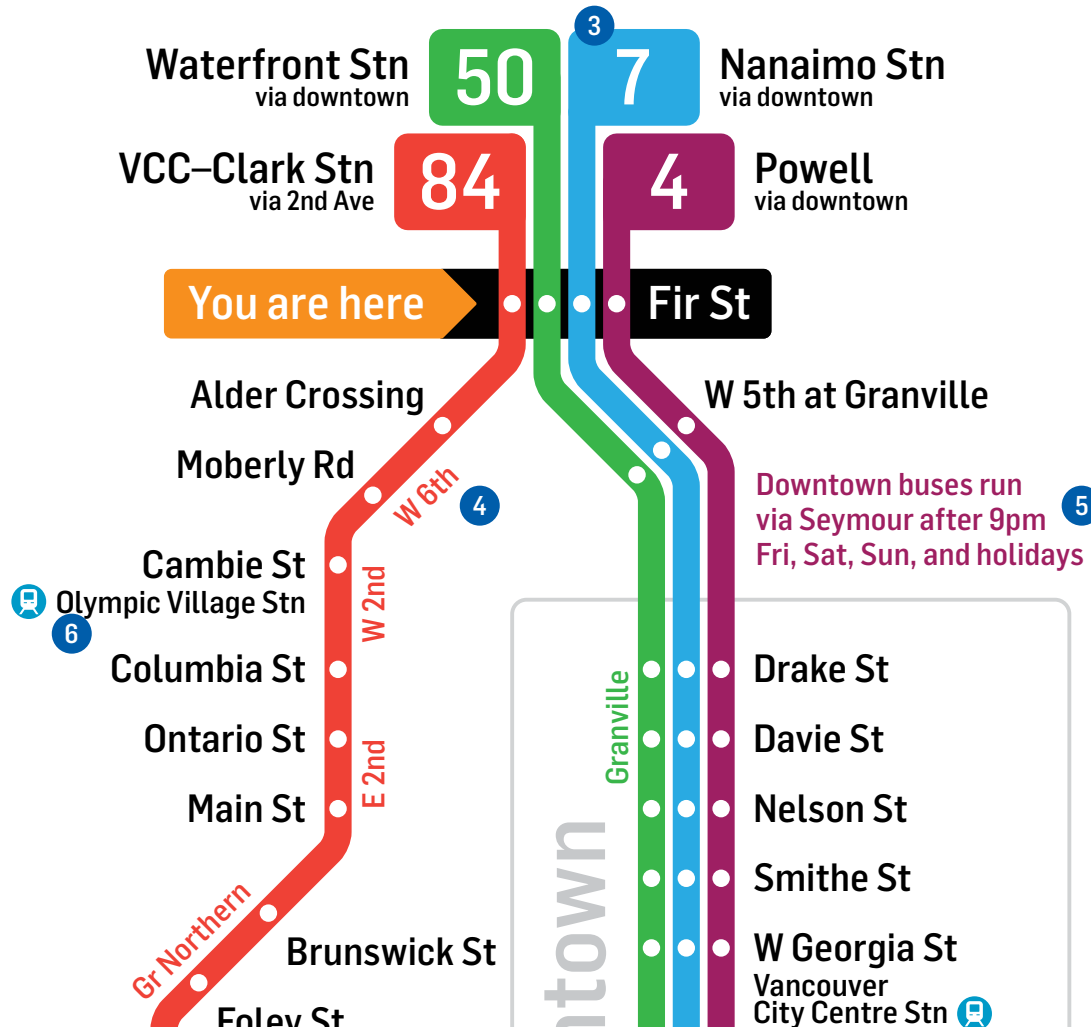 3
Waterfront Stn
via downtown
50
7
Nanaimo Stn
via downtown
VCC–Clark Stn
via 2nd Ave
84
4
Powell
via downtown
You are here
Fir St
Alder Crossing
W 5th at Granville
Moberly Rd
W 6th
4
Downtown buses run
via Seymour after 9pm
Fri, Sat, Sun, and holidays
5
Cambie St
Olympic Village Stn
6
W 2nd
Columbia St
Drake St
Granville
Ontario St
Davie St
E 2nd
Main St
Nelson St
Smithe St
Gr Northern
Brunswick St
W Georgia St
Vancouver
City Centre Stn
Foley St
ntown